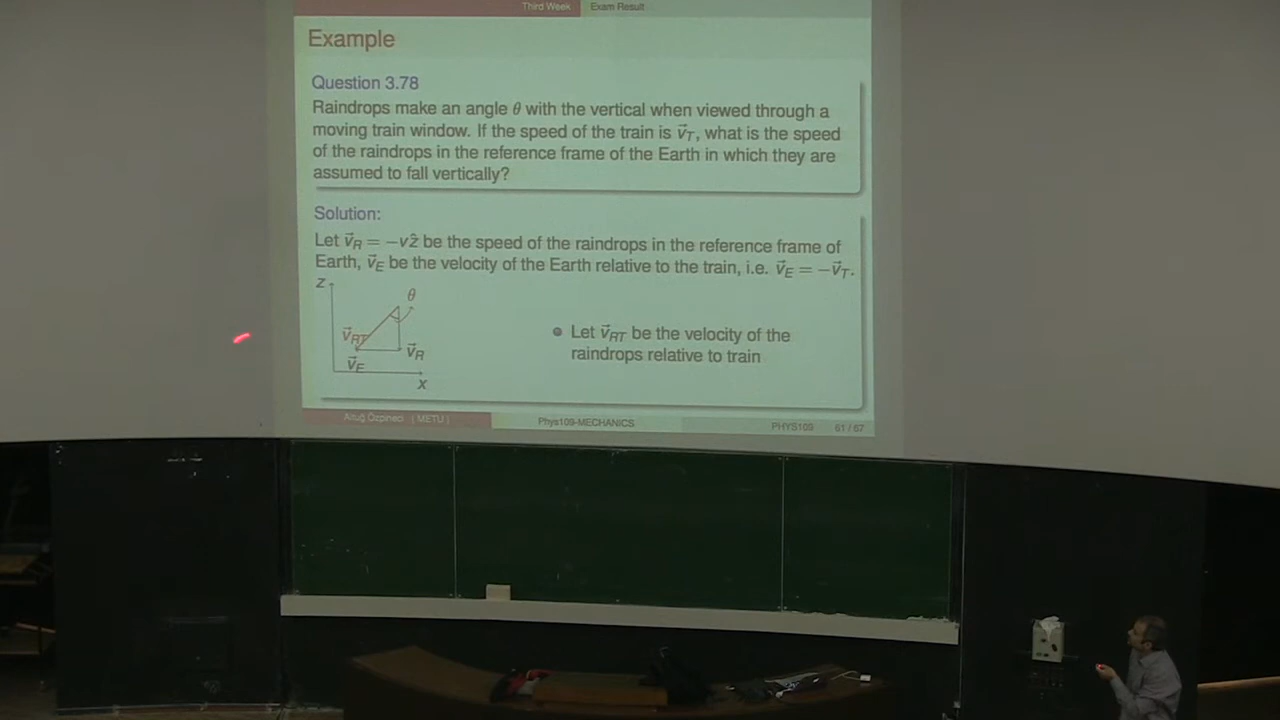 Third Week Exam Result
Example
Question 3.78
Raindrops make an angle θ with the vertical when viewed through a
moving train window. If the speed of the train is v⃗T, what is the speed
of the raindrops in the reference frame of the Earth in which they are
assumed to fall vertically?
Solution:
Let v⃗R = −vẑ be the speed of the raindrops in the reference frame of
Earth, v⃗E be the velocity of the Earth relative to the train, i.e. v⃗E = −v⃗T.
z
θ
v⃗RT
v⃗R
v⃗E
x
Let v⃗RT be the velocity of the
raindrops relative to train
( METU ) Phys109-MECHANICS PHYS109 61 / 67